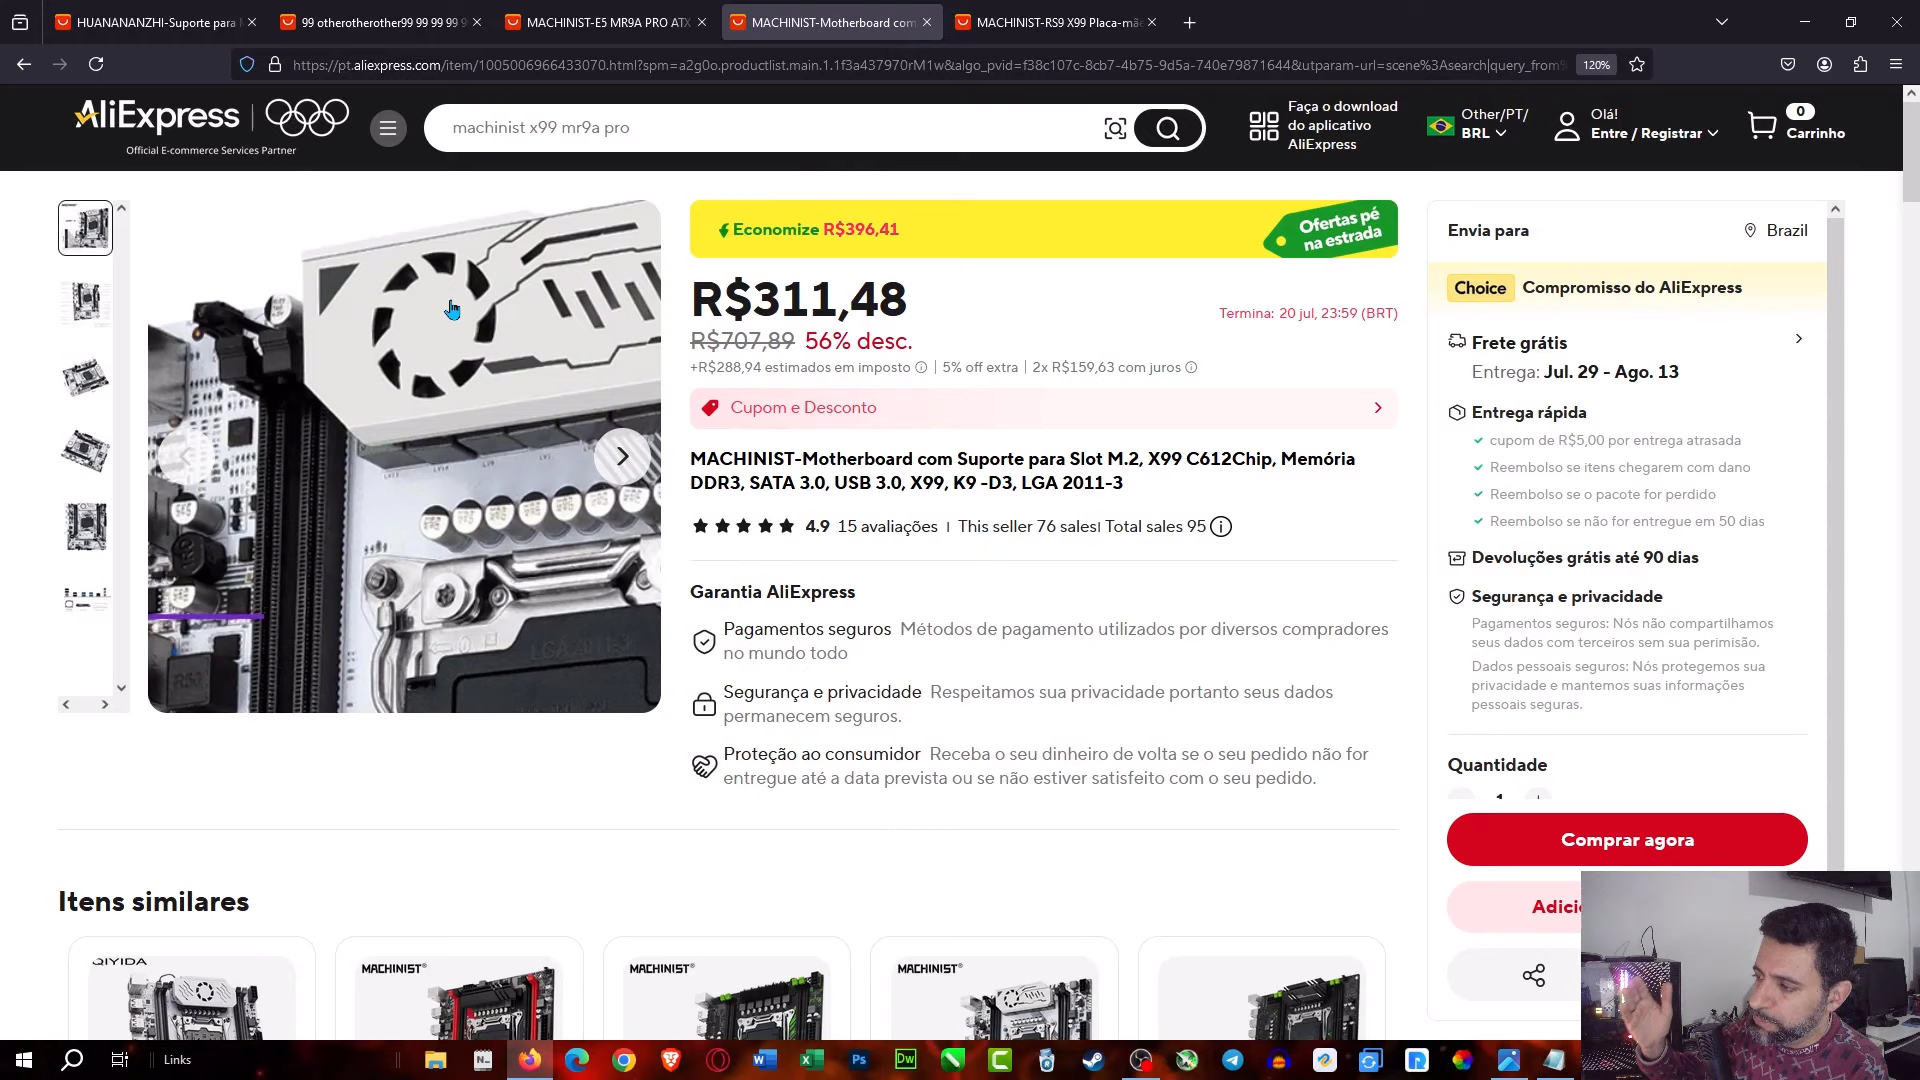 HUANANANZHI-Suporte para
99 otherotherother99 99 99 99 9
MACHINIST-E5 MR9A PRO ATX
MACHINIST-Motherboard com
MACHINIST-RS9 X99 Placa-mãe
https://pt.aliexpress.com/item/1005006966433070.html?spm=a2g0o.productlist.main.1.1f3a437970rM1w&algo_pvid=f38c107c-8cb7-4b75-9d5a-740e79871644&utparam-url=scene%3Asearch|query_from%
120%
AliExpress
Official E-commerce Services Partner
machinist x99 mr9a pro
Faça o download
do aplicativo
AliExpress
Other/PT/
BRL
Olá!
Entre / Registrar
0
Carrinho
Economize R$396,41
Ofertas pé
na estrada
R$311,48
Termina: 20 jul, 23:59 (BRT)
R$707,89 56% desc.
+R$288,94 estimados em imposto | 5% off extra | 2x R$159,63 com juros
Cupom e Desconto
MACHINIST-Motherboard com Suporte para Slot M.2, X99 C612Chip, Memória
DDR3, SATA 3.0, USB 3.0, X99, K9 -D3, LGA 2011-3
4.9 15 avaliações | This seller 76 sales| Total sales 95
Garantia AliExpress
Pagamentos seguros Métodos de pagamento utilizados por diversos compradores
no mundo todo
Segurança e privacidade Respeitamos sua privacidade portanto seus dados
permanecem seguros.
Proteção ao consumidor Receba o seu dinheiro de volta se o seu pedido não for
entregue até a data prevista ou se não estiver satisfeito com o seu pedido.
Envia para
Brazil
Choice Compromisso do AliExpress
Frete grátis
Entrega: Jul. 29 - Ago. 13
Entrega rápida
cupom de R$5,00 por entrega atrasada
Reembolso se itens chegarem com dano
Reembolso se o pacote for perdido
Reembolso se não for entregue em 50 dias
Devoluções grátis até 90 dias
Segurança e privacidade
Pagamentos seguros: Nós não compartilhamos
seus dados com terceiros sem sua perimisão.
Dados pessoais seguros: Nós protegemos sua
privacidade e mantemos suas informações
pessoais seguras.
Quantidade
1
Comprar agora
Adici
Itens similares
QIYIDA
MACHINIST
MACHINIST
MACHINIST
Links